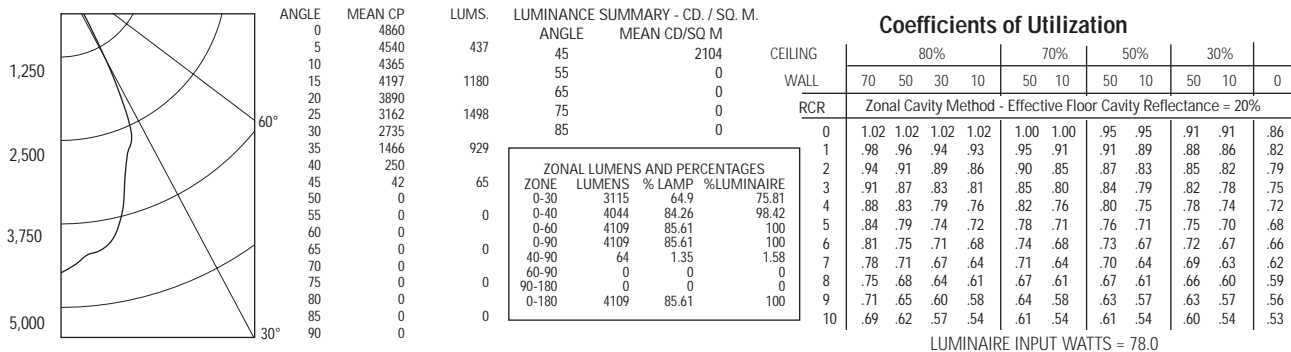 1,250
2,500
3,750
5,000
60°
30°
ANGLE MEAN CP LUMS.
0 4860
5 4540 437
10 4365
15 4197 1180
20 3890
25 3162 1498
30 2735
35 1466 929
40 250
45 42 65
50 0
55 0 0
60 0
65 0 0
70 0
75 0 0
80 0
85 0 0
90 0
LUMINANCE SUMMARY - CD. / SQ. M.
ANGLE MEAN CD/SQ M
45 2104
55 0
65 0
75 0
85 0
ZONAL LUMENS AND PERCENTAGES
ZONE LUMENS % LAMP %LUMINAIRE
0-30 3115 64.9 75.81
0-40 4044 84.26 98.42
0-60 4109 85.61 100
0-90 4109 85.61 100
40-90 64 1.35 1.58
60-90 0 0 0
90-180 0 0 0
0-180 4109 85.61 100
Coefficients of Utilization
CEILING 80% 70% 50% 30%
WALL 70 50 30 10 50 10 50 10 50 10 0
RCR Zonal Cavity Method - Effective Floor Cavity Reflectance = 20%
0 1.02 1.02 1.02 1.02 1.00 1.00 .95 .95 .91 .91 .86
1 .98 .96 .94 .93 .95 .91 .91 .89 .88 .86 .82
2 .94 .91 .89 .86 .90 .85 .87 .83 .85 .82 .79
3 .91 .87 .83 .81 .85 .80 .84 .79 .82 .78 .75
4 .88 .83 .79 .76 .82 .76 .80 .75 .78 .74 .72
5 .84 .79 .74 .72 .78 .71 .76 .71 .75 .70 .68
6 .81 .75 .71 .68 .74 .68 .73 .67 .72 .67 .66
7 .78 .71 .67 .64 .71 .64 .70 .64 .69 .63 .62
8 .75 .68 .64 .61 .67 .61 .67 .61 .66 .60 .59
9 .71 .65 .60 .58 .64 .58 .63 .57 .63 .57 .56
10 .69 .62 .57 .54 .61 .54 .61 .54 .60 .54 .53
LUMINAIRE INPUT WATTS = 78.0